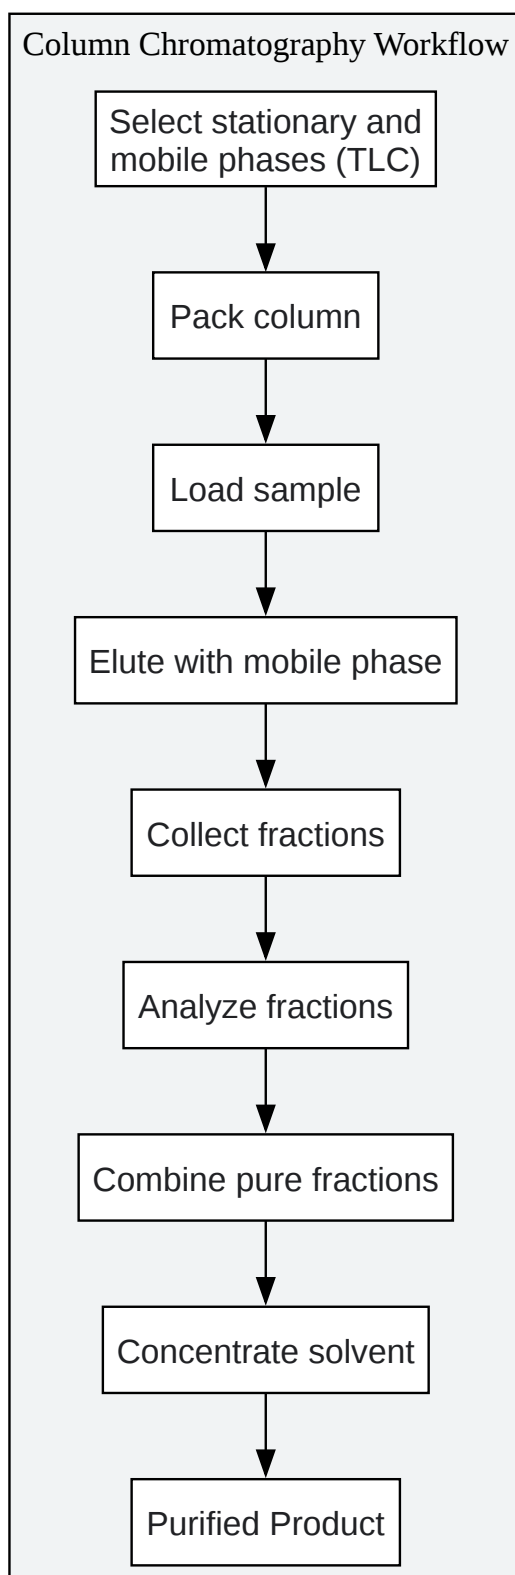 Column Chromatography Workflow
Select stationary and
mobile phases (TLC)
Pack column
Load sample
Elute with mobile phase
Collect fractions
Analyze fractions
Combine pure fractions
Concentrate solvent
Purified Product